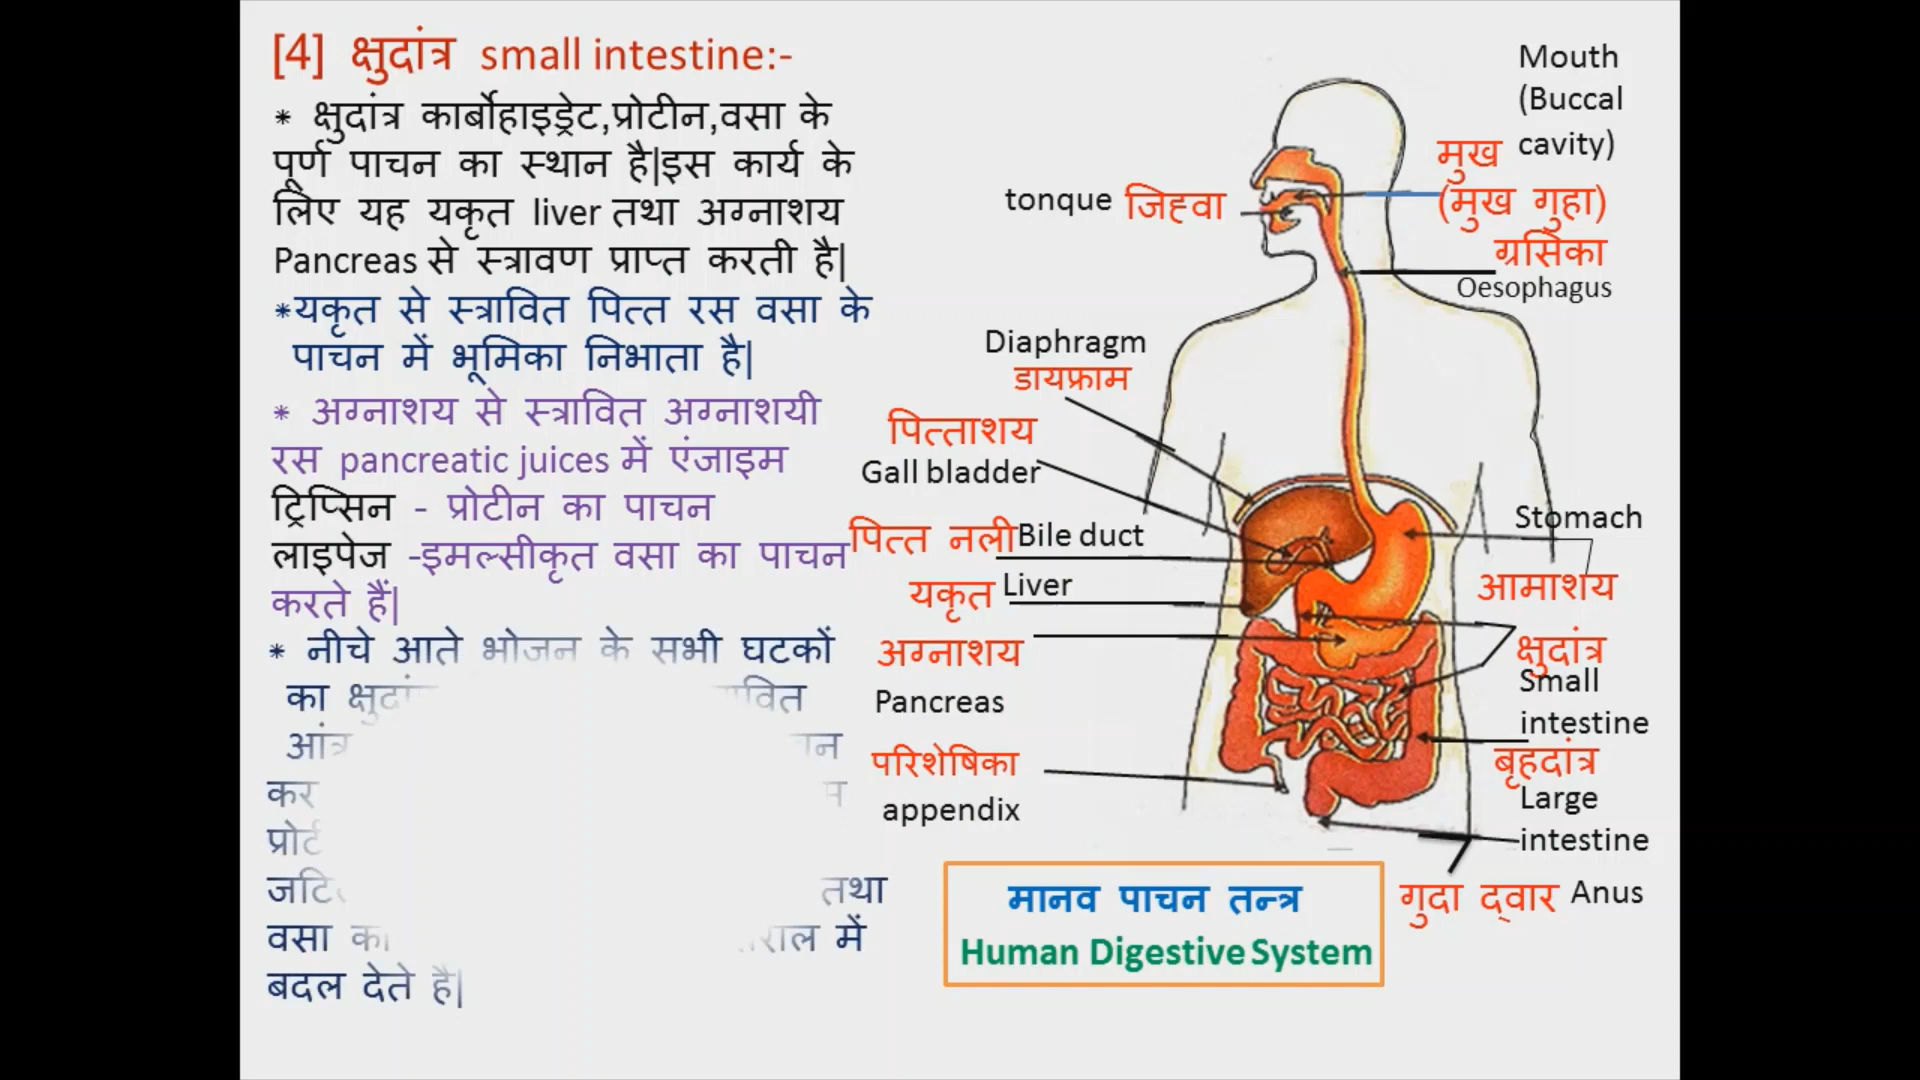 [4] क्षुदांत्र small intestine:-
* क्षुदांत्र कार्बोहाइड्रेट,प्रोटीन,वसा के
पूर्ण पाचन का स्थान है|इस कार्य के
लिए यह यकृत liver तथा अग्नाशय
Pancreas से स्त्रावण प्राप्त करती है|
*यकृत से स्त्रावित पित्त रस वसा के
पाचन में भूमिका निभाता है|
* अग्नाशय से स्त्रावित अग्नाशयी
रस pancreatic juices में एंजाइम
ट्रिप्सिन - प्रोटीन का पाचन
लाइपेज -इमल्सीकृत वसा का पाचन
करते हैं|
* नीचे आते भोजन के सभी घटकों
का
तथा
वसा में
बदल देते है|
Mouth
(Buccal
cavity)
मुख
(मुख गुहा)
tonque जिह्वा
ग्रसिका
Oesophagus
Diaphragm
डायफ्राम
पित्ताशय
Gall bladder
पित्त नली Bile duct
यकृत Liver
अग्नाशय
Pancreas
परिशेषिका
appendix
Stomach
आमाशय
क्षुदांत्र
Small
intestine
बृहदांत्र
Large
intestine
गुदा द्वार Anus
मानव पाचन तन्त्र
Human Digestive System